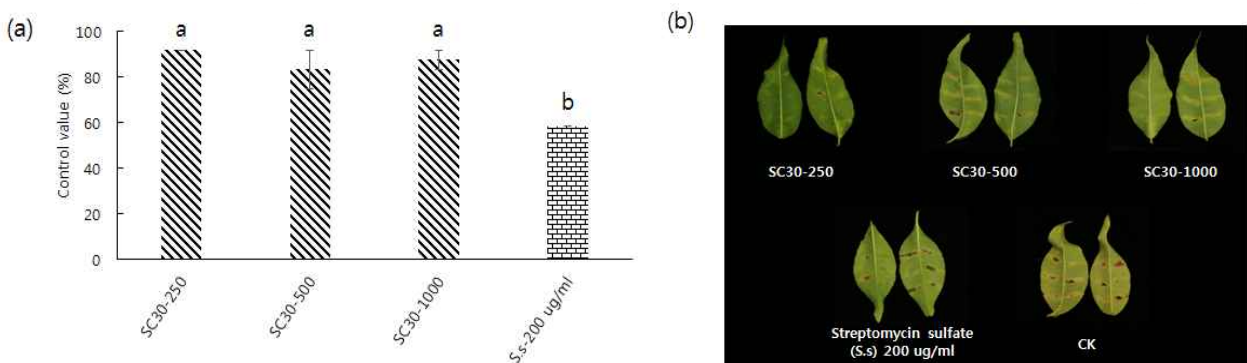 (a)
Control value (%)
100
80
60
40
20
0
a
a
a
b
SC30-250
SC30-500
SC30-1000
S.s-200 ug/ml
(b)
SC30-250
SC30-500
SC30-1000
Streptomycin sulfate
(S.s) 200 ug/ml
CK